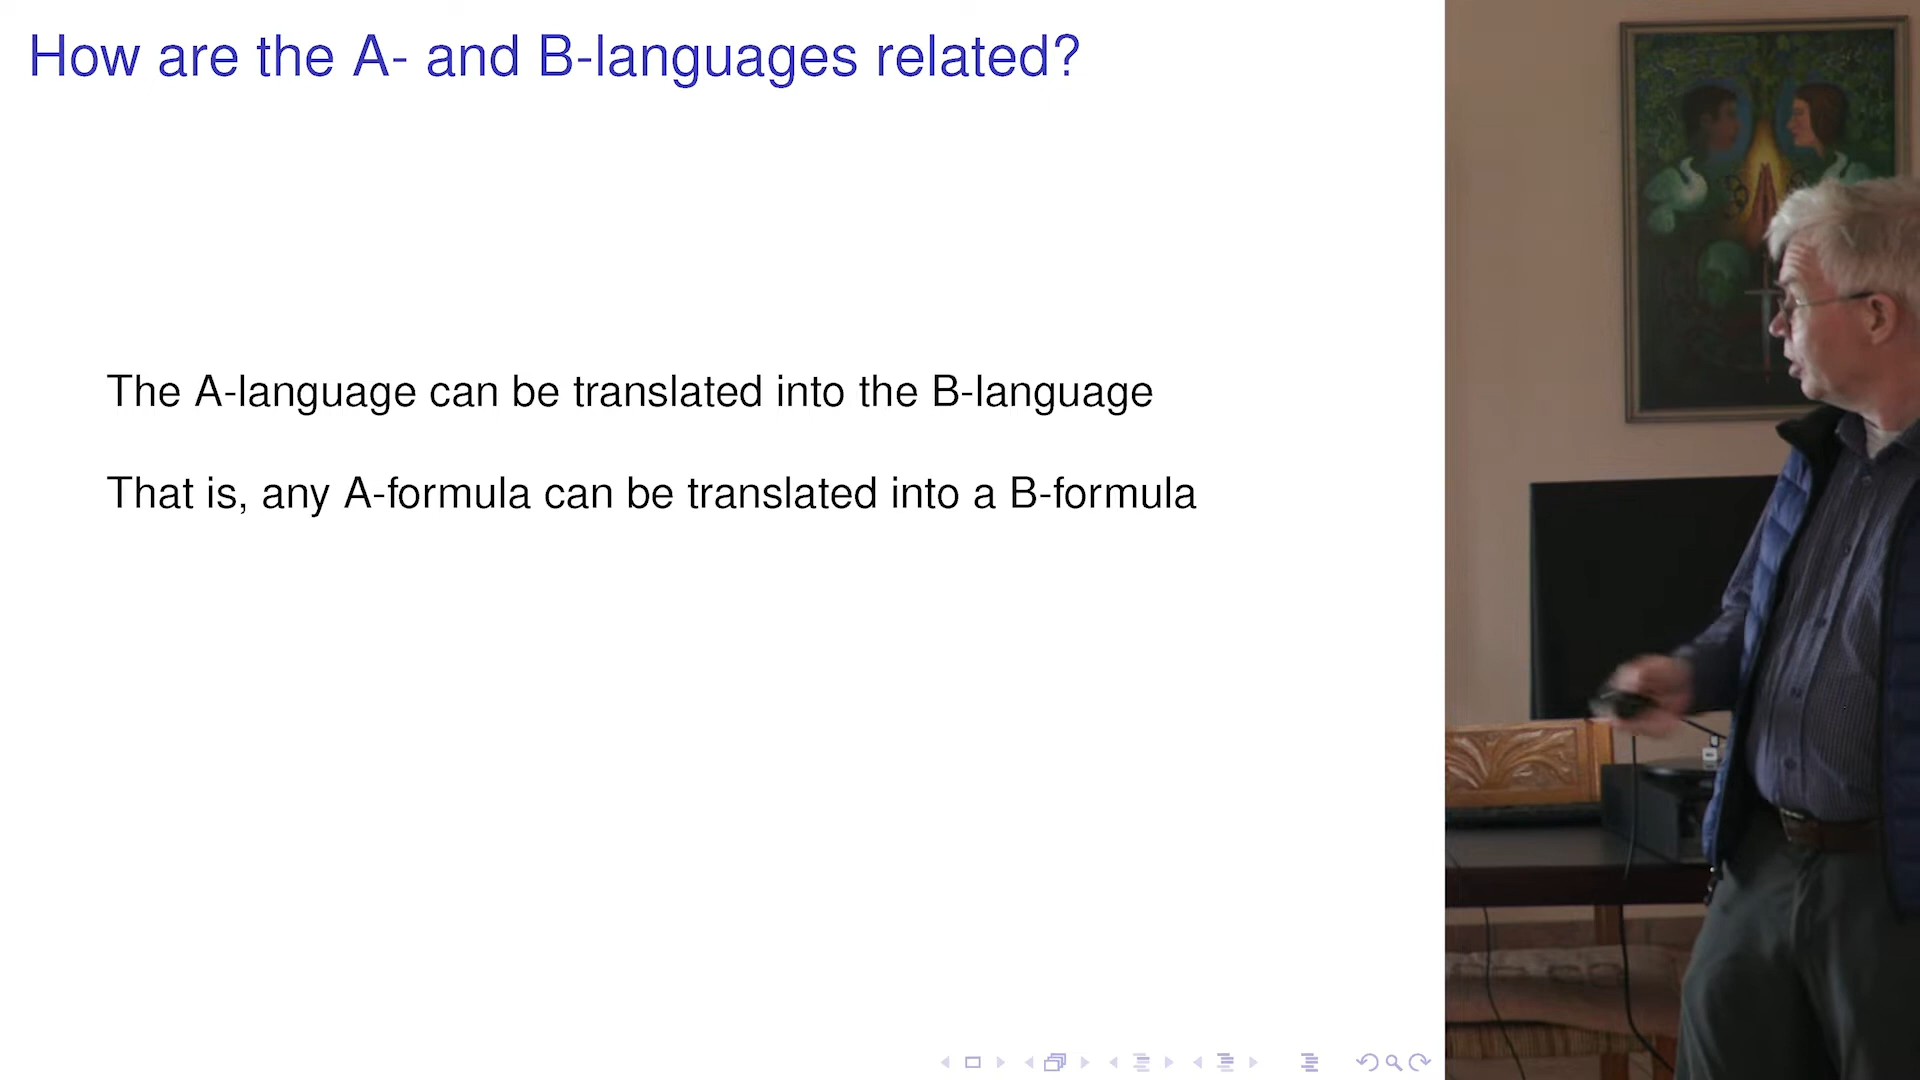 How are the A- and B-languages related?
The A-language can be translated into the B-language
That is, any A-formula can be translated into a B-formula